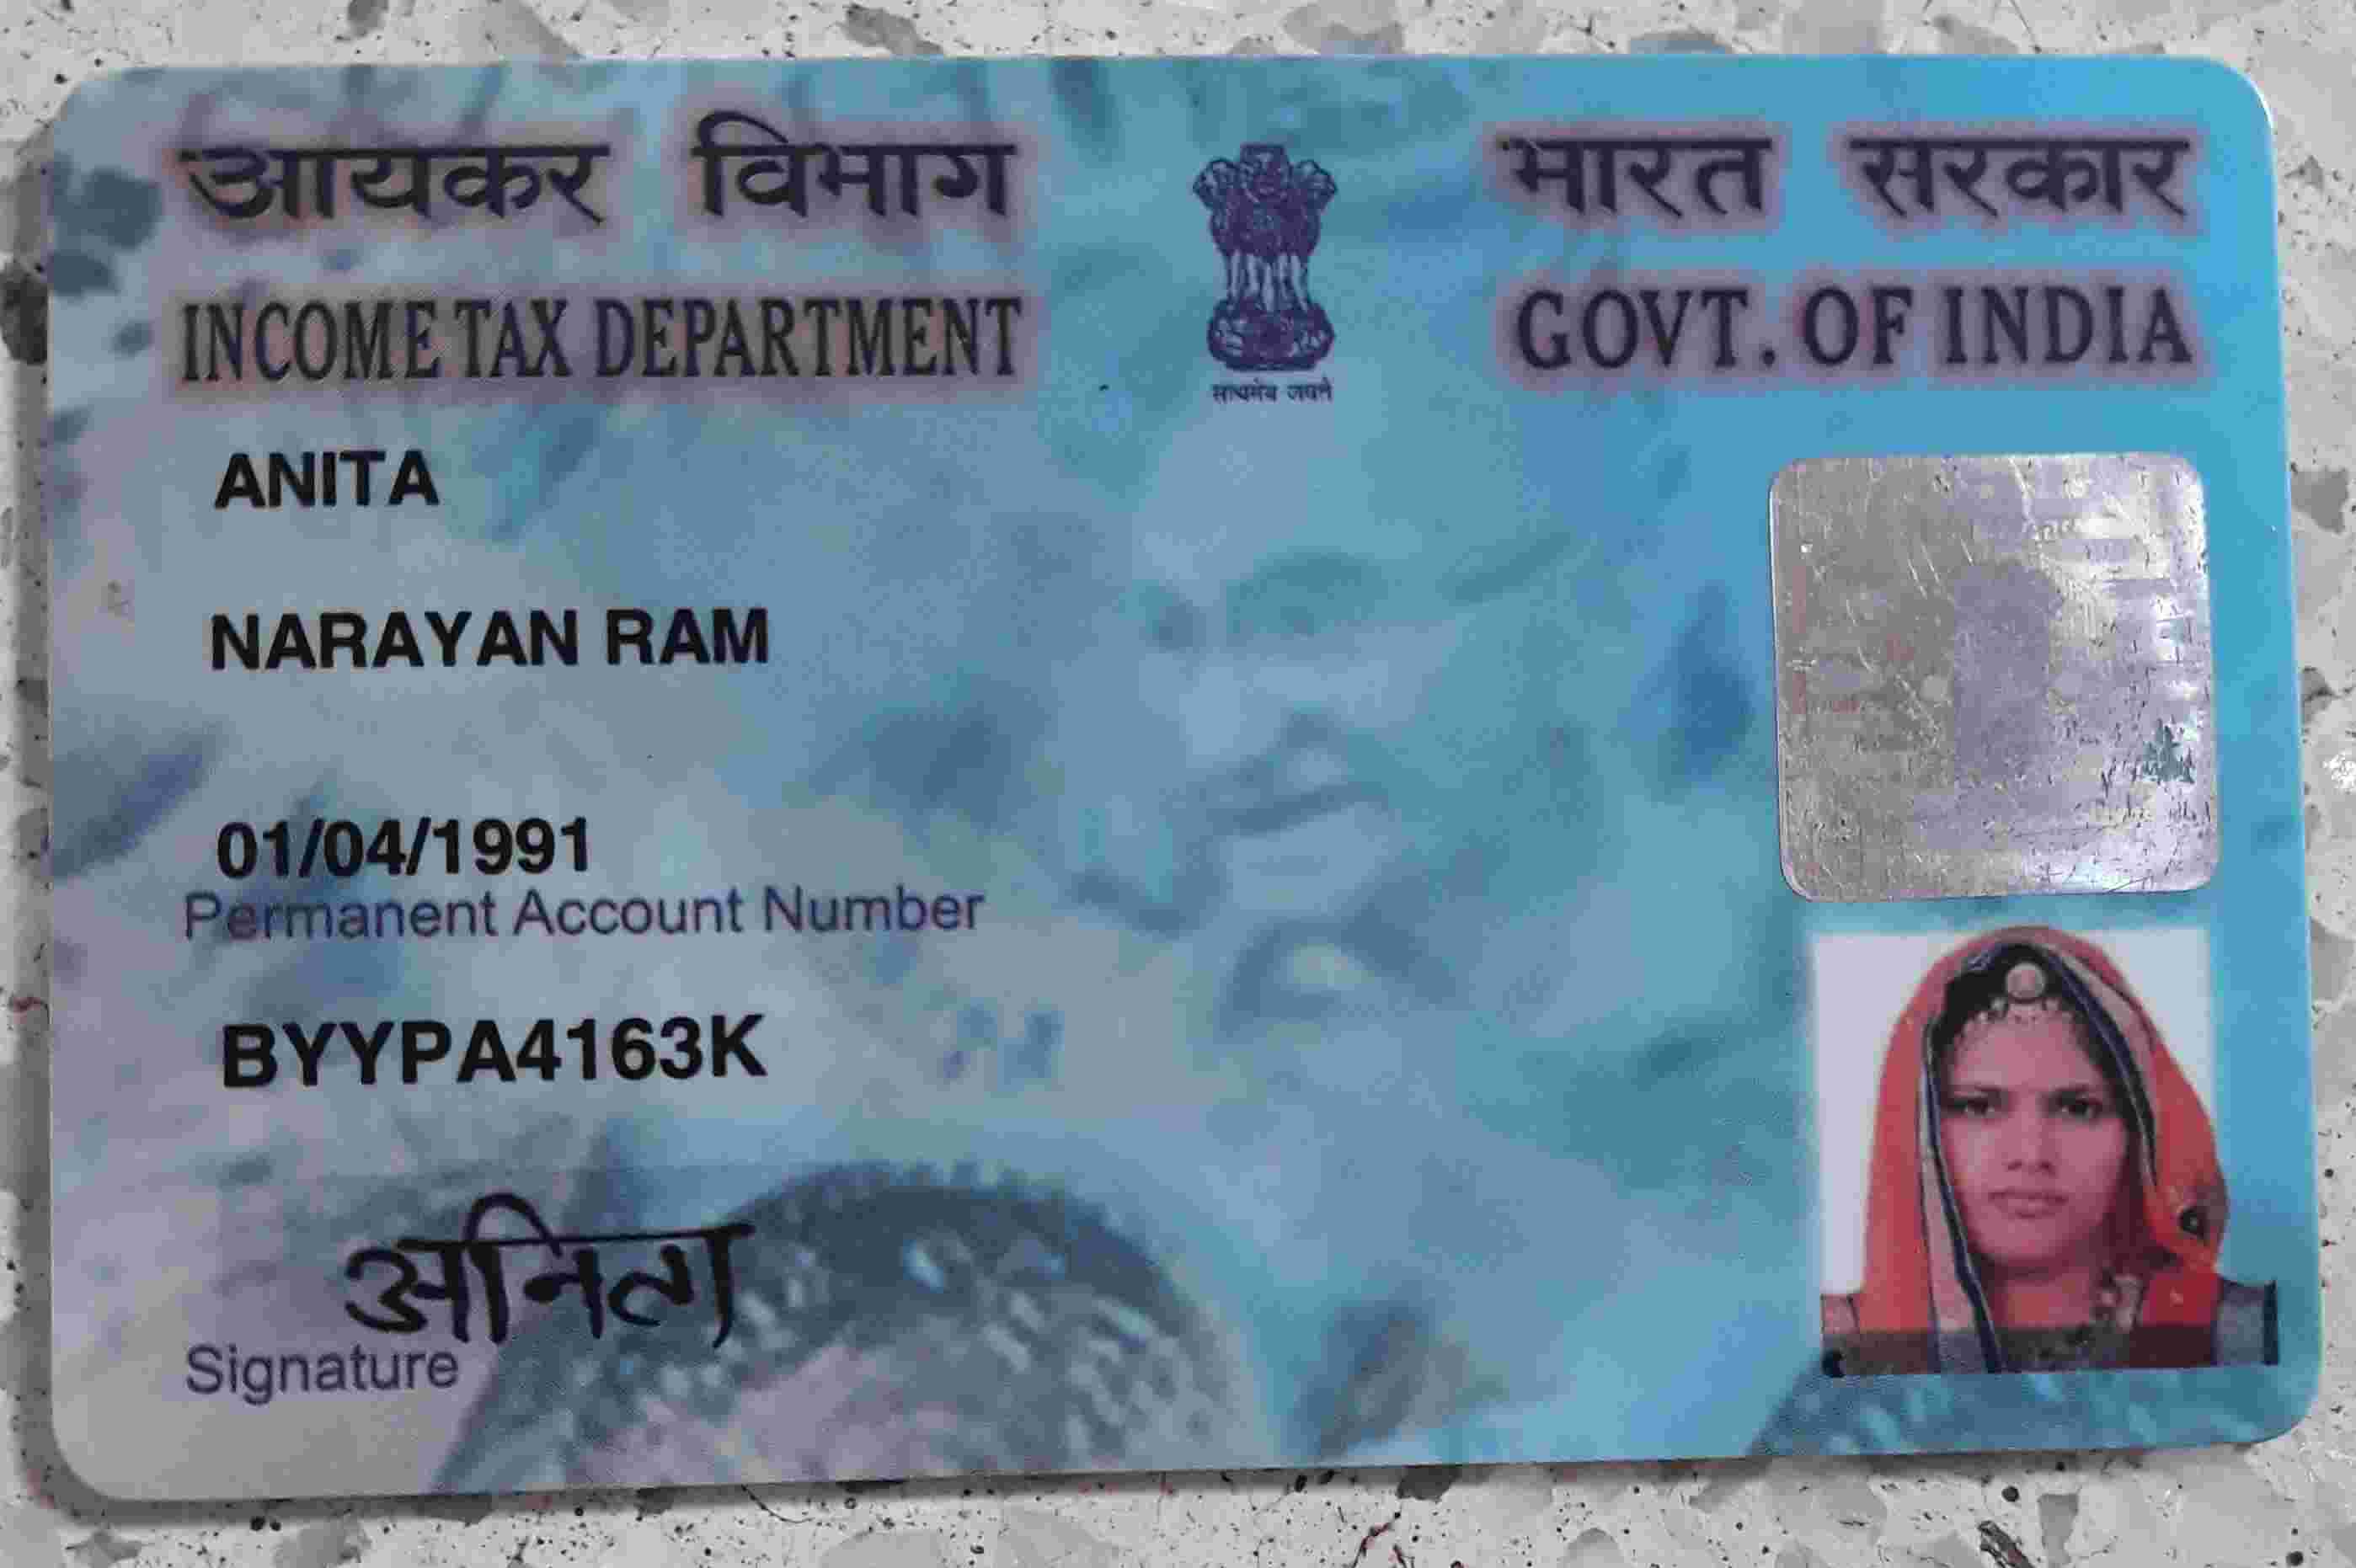 आयकर विभाग
INCOME TAX DEPARTMENT
सत्यमेव जयते
भारत सरकार
GOVT. OF INDIA
ANITA
NARAYAN RAM
01/04/1991
Permanent Account Number
BYYPA4163K
अनिता
Signature